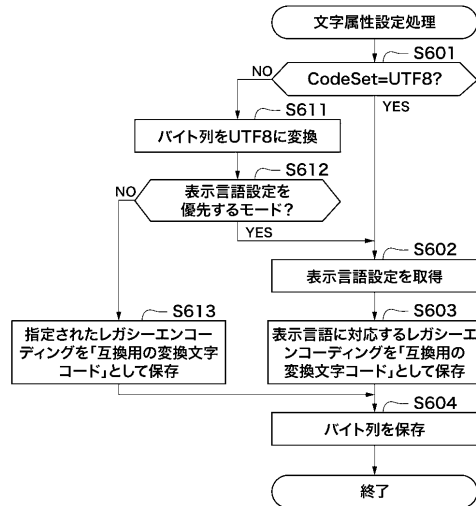 文字属性設定処理
S601
CodeSet=UTF8?
NO
YES
S611
バイト列をUTF8に変換
S612
表示言語設定を
優先するモード？
NO
YES
S602
表示言語設定を取得
S613
指定されたレガシーエンコー
ディングを「互換用の変換文字
コード」として保存
S603
表示言語に対応するレガシーエ
ンコーディングを「互換用の
変換文字コード」として保存
S604
バイト列を保存
終了